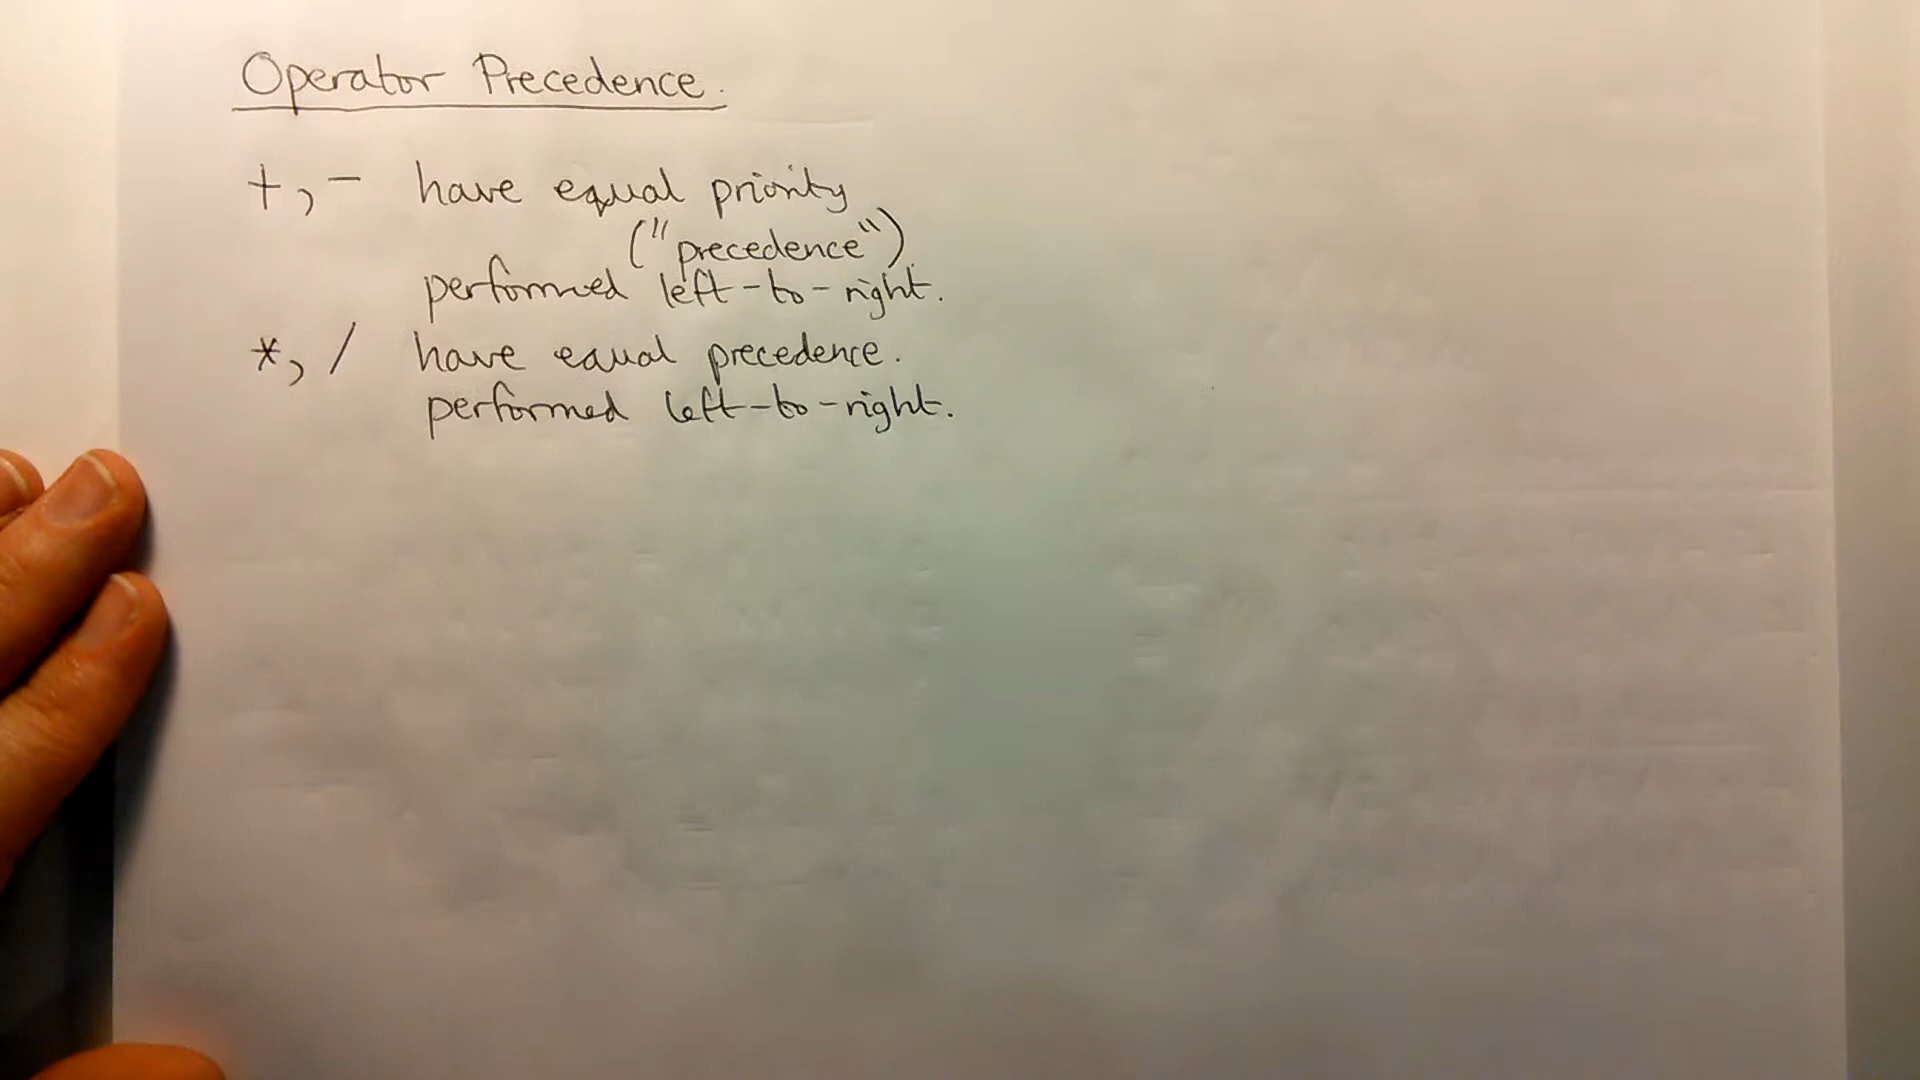 Operator Precedence.
+, - have equal priority
("precedence")
performed left-to-right.
*, / have equal precedence.
performed left-to-right.